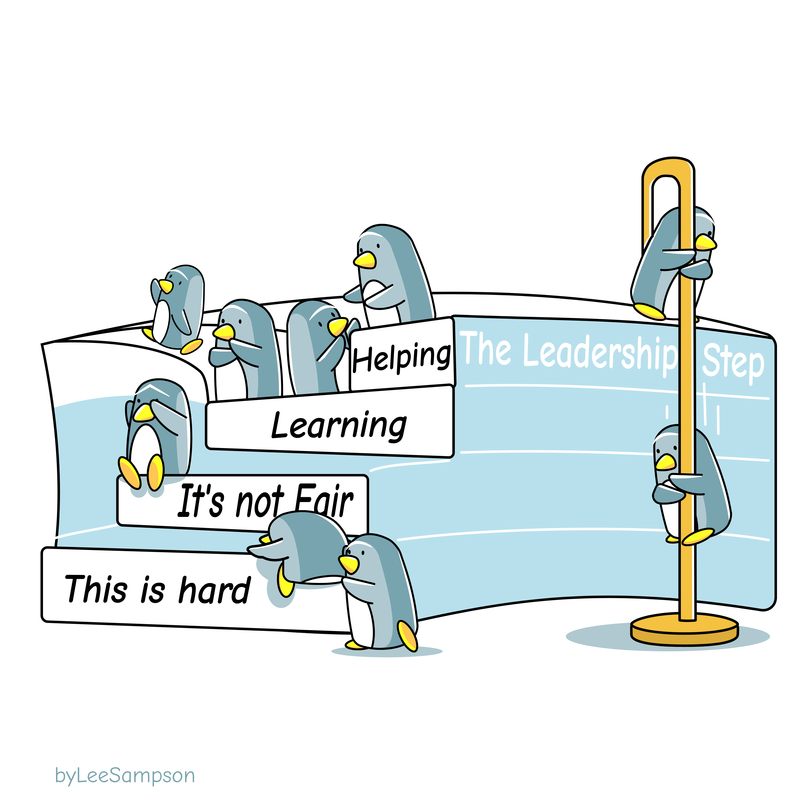 The Leadership Step
Helping
Learning
It's not Fair
This is hard
byLeeSampson